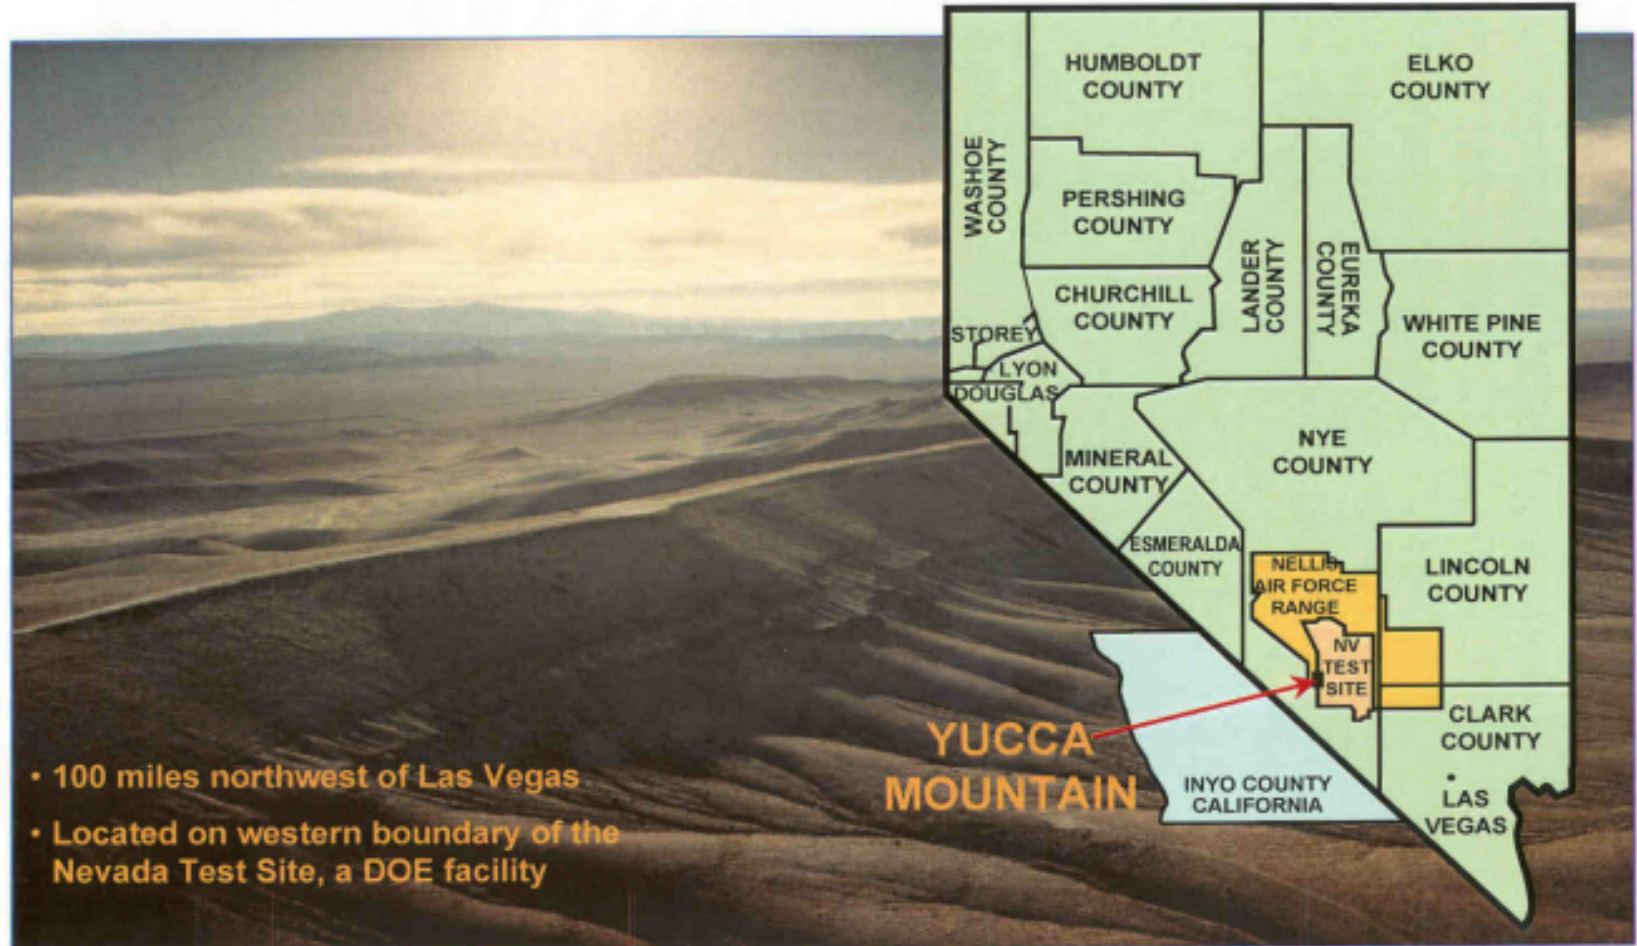 HUMBOLDT
COUNTY
ELKO
COUNTY
WASHOE
COUNTY
PERSHING
COUNTY
LANDER
COUNTY
EUREKA
COUNTY
CHURCHILL
COUNTY
WHITE PINE
COUNTY
STOREY
LYON
DOUGLAS
MINERAL
COUNTY
NYE
COUNTY
ESMERALDA
COUNTY
NELLIS
AIR FORCE
RANGE
LINCOLN
COUNTY
NV
TEST
SITE
CLARK
COUNTY
LAS
VEGAS
YUCCA
MOUNTAIN
INYO COUNTY
CALIFORNIA
• 100 miles northwest of Las Vegas
• Located on western boundary of the
Nevada Test Site, a DOE facility